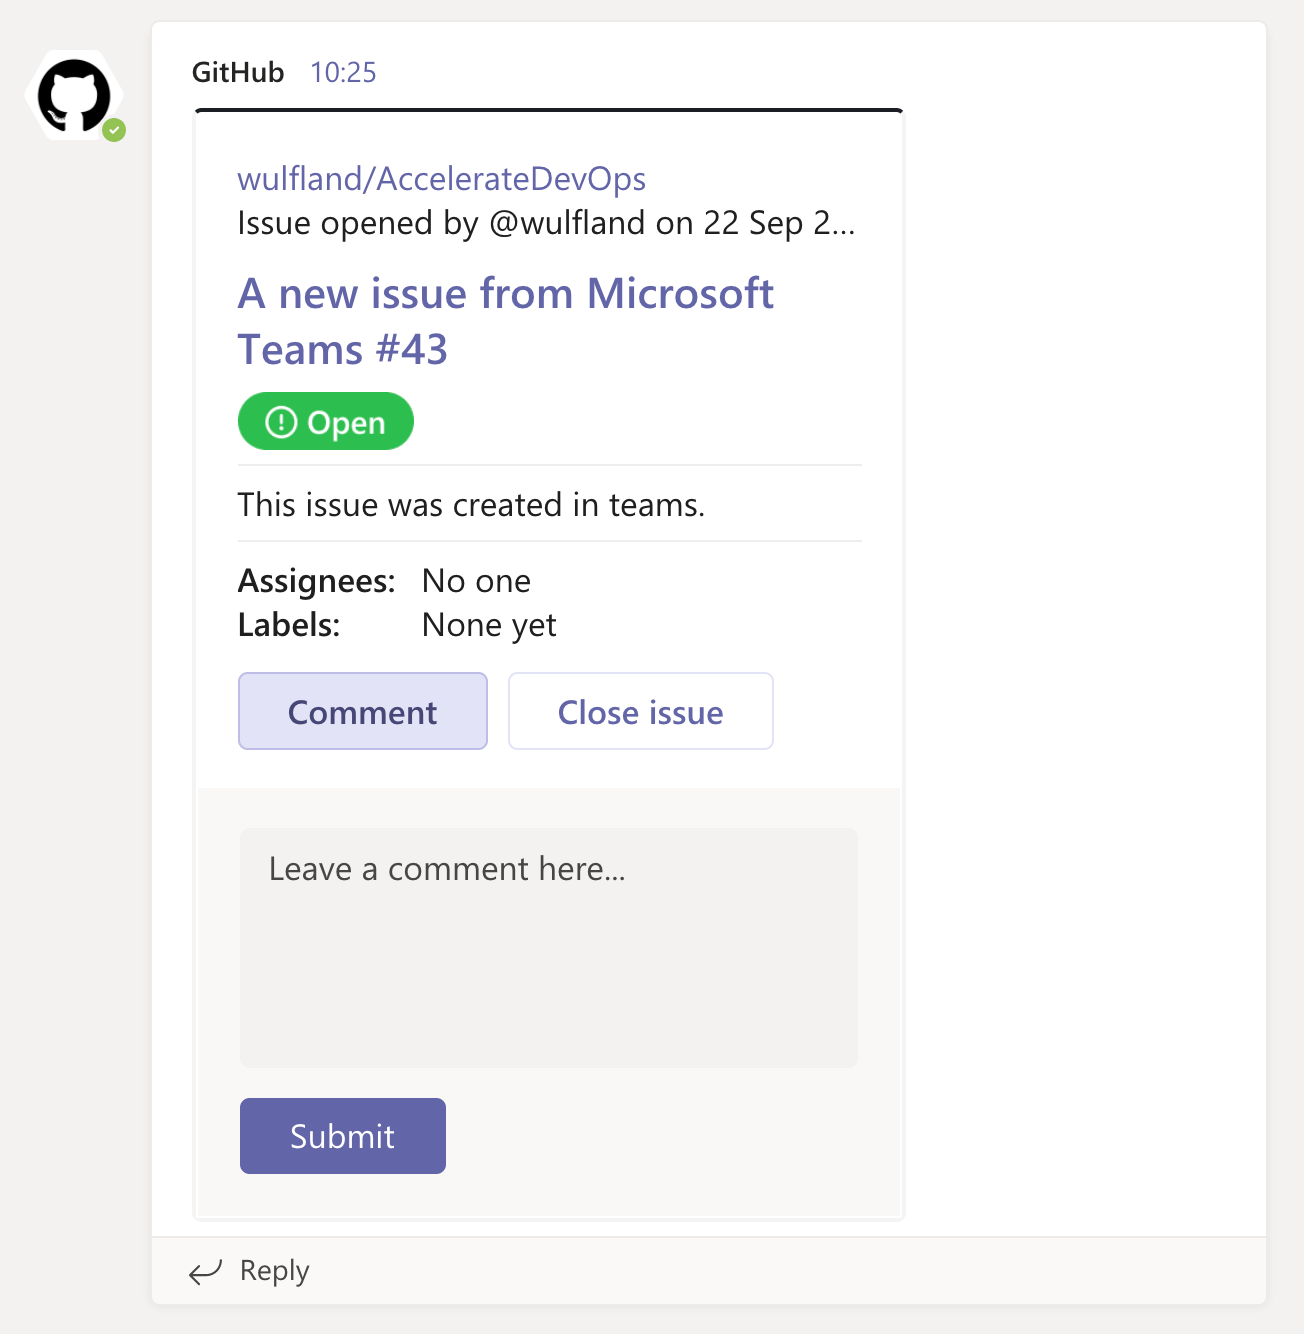 GitHub 10:25
wulfland/AccelerateDevOps
Issue opened by @wulfland on 22 Sep 2...
A new issue from Microsoft
Teams #43
Open
This issue was created in teams.
Assignees: No one
Labels: None yet
Comment Close issue
Leave a comment here...
Submit
Reply